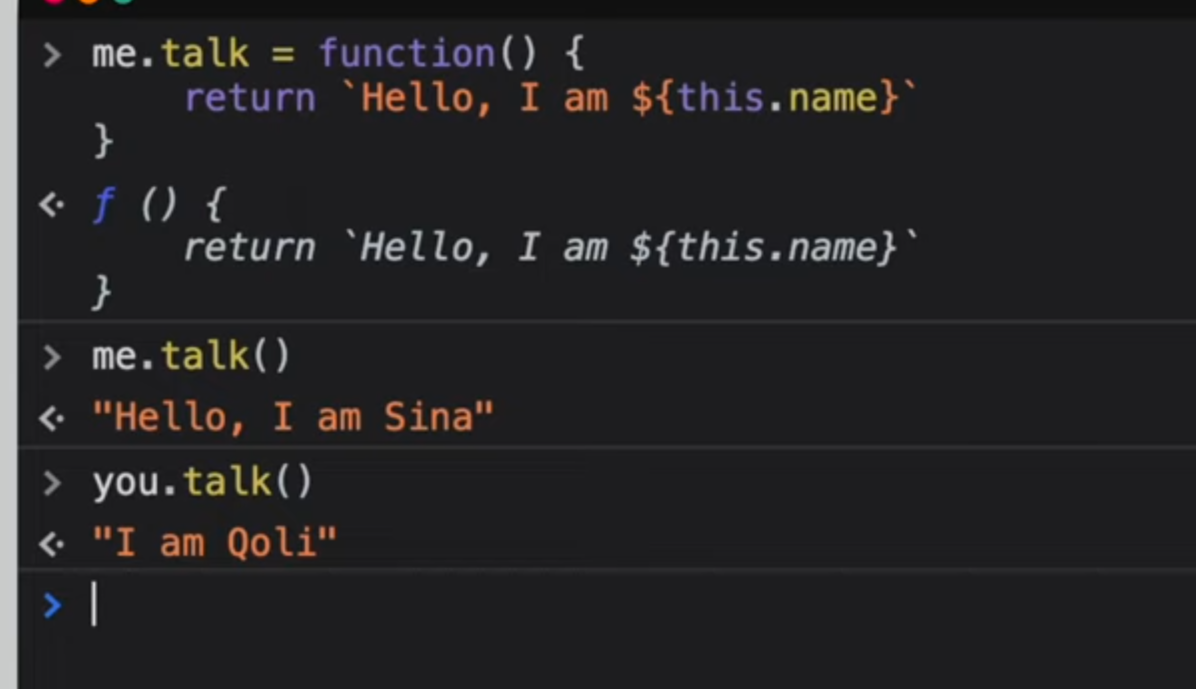 > me.talk = function() {
return `Hello, I am ${this.name}`
}
<· ƒ () {
return `Hello, I am ${this.name}`
}
> me.talk()
<· "Hello, I am Sina"
> you.talk()
<· "I am Qoli"
>